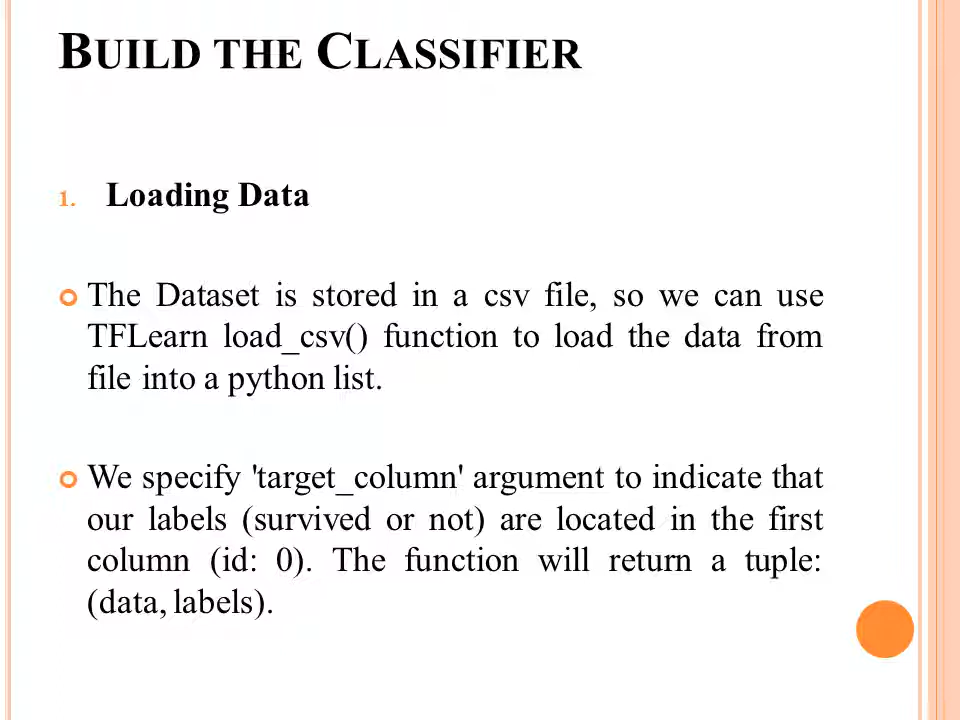 BUILD THE CLASSIFIER
1. Loading Data
The Dataset is stored in a csv file, so we can use
TFLearn load_csv() function to load the data from
file into a python list.
We specify 'target_column' argument to indicate that
our labels (survived or not) are located in the first
column (id: 0). The function will return a tuple:
(data, labels).